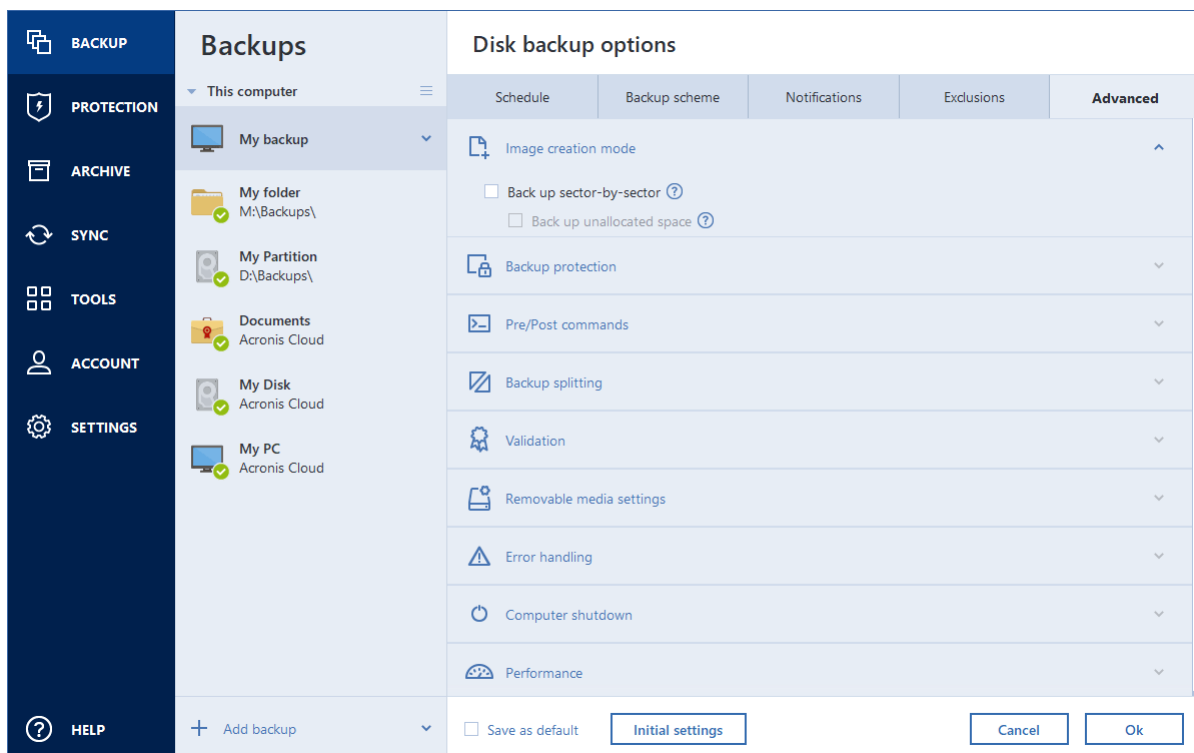 BACKUP
PROTECTION
ARCHIVE
SYNC
TOOLS
ACCOUNT
SETTINGS
HELP
Backups
This computer
My backup
My folder
M:\Backups\
My Partition
D:\Backups\
Documents
Acronis Cloud
My Disk
Acronis Cloud
My PC
Acronis Cloud
Add backup
Disk backup options
Schedule
Backup scheme
Notifications
Exclusions
Advanced
Image creation mode
Back up sector-by-sector ?
Back up unallocated space ?
Backup protection
Pre/Post commands
Backup splitting
Validation
Removable media settings
Error handling
Computer shutdown
Performance
Save as default
Initial settings
Cancel
Ok